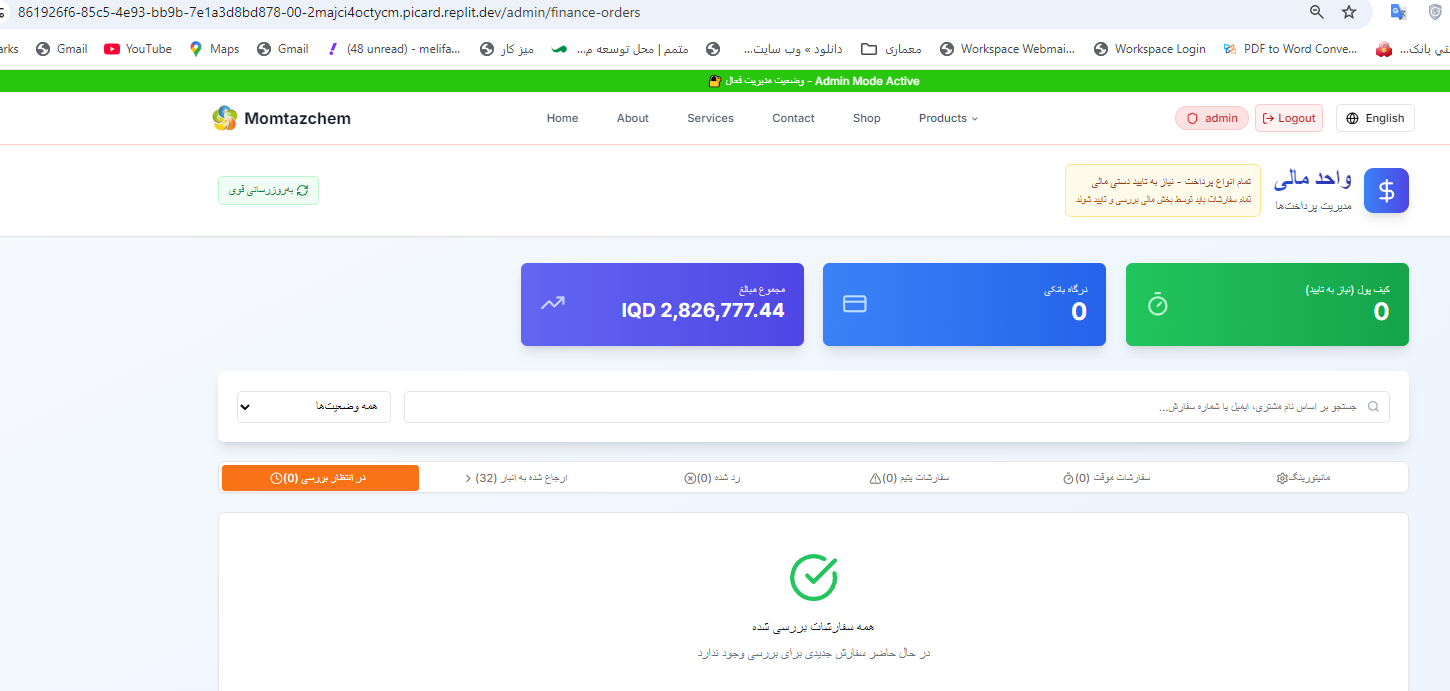 861926f6-85c5-4e93-bb9b-7e1a3d8bd878-00-2majci4octycm.picard.replit.dev/admin/finance-orders
arks Gmail YouTube Maps Gmail (48 unread) - melifa... میز کار متمم | محل توسعه م... دانلود » وب سایت... معماری Workspace Webmai... Workspace Login PDF to Word Conve... تي بانک...
وضعیت مدیریت فعال - Admin Mode Active
Momtazchem
Home About Services Contact Shop Products
admin Logout English
واحد مالی
مدیریت پرداخت‌ها
تمام انواع پرداخت - نیاز به تایید دستی مالی
تمام سفارشات باید توسط بخش مالی بررسی و تایید شوند
به‌روزرسانی قوی
کیف پول (نیاز به تایید)
0
درگاه بانکی
0
مجموع مبالغ
IQD 2,826,777.44
جستجو بر اساس نام مشتری، ایمیل یا شماره سفارش...
همه وضعیت‌ها
مانیتورینگ
سفارشات موقت (0)
سفارشات یتیم (0)
رد شده (0)
ارجاع شده به انبار (32)
در انتظار بررسی (0)
همه سفارشات بررسی شده
در حال حاضر سفارش جدیدی برای بررسی وجود ندارد